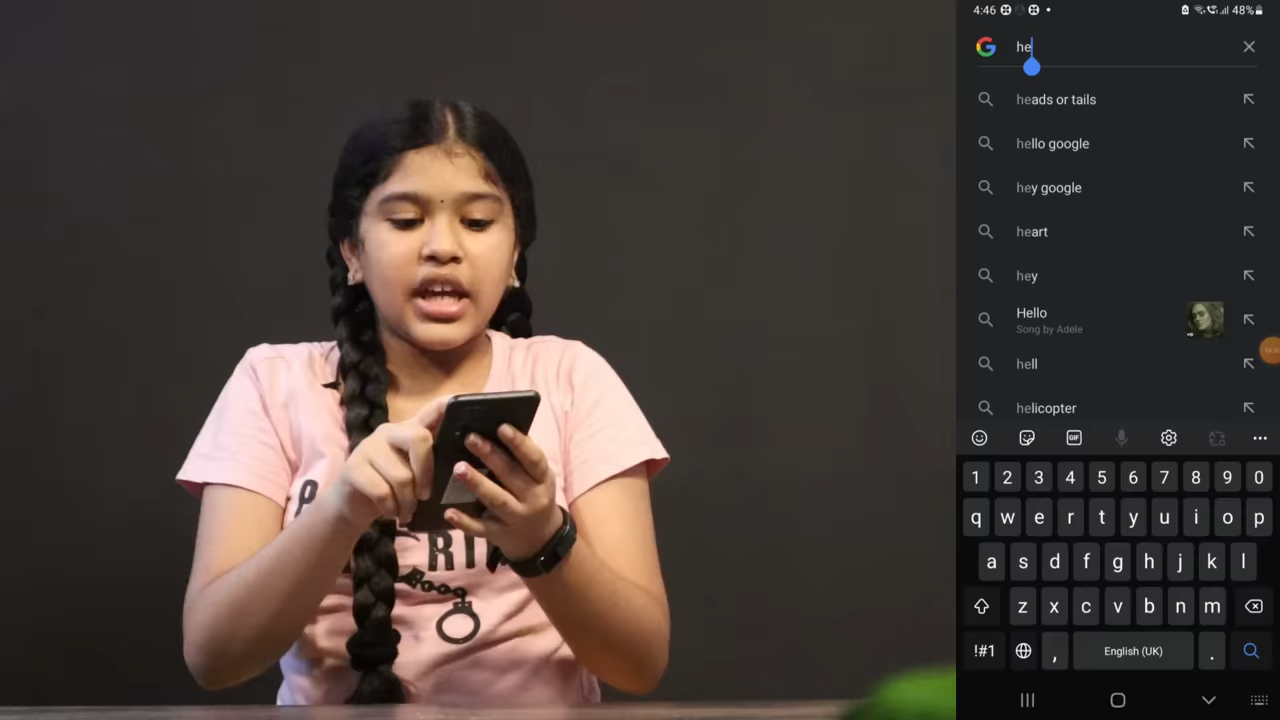 4:46
48%
he
heads or tails
hello google
hey google
heart
hey
Hello
Song by Adele
hell
helicopter
GIF
1 2 3 4 5 6 7 8 9 0
q w e r t y u i o p
a s d f g h j k l
z x c v b n m
!#1 , English (UK) .